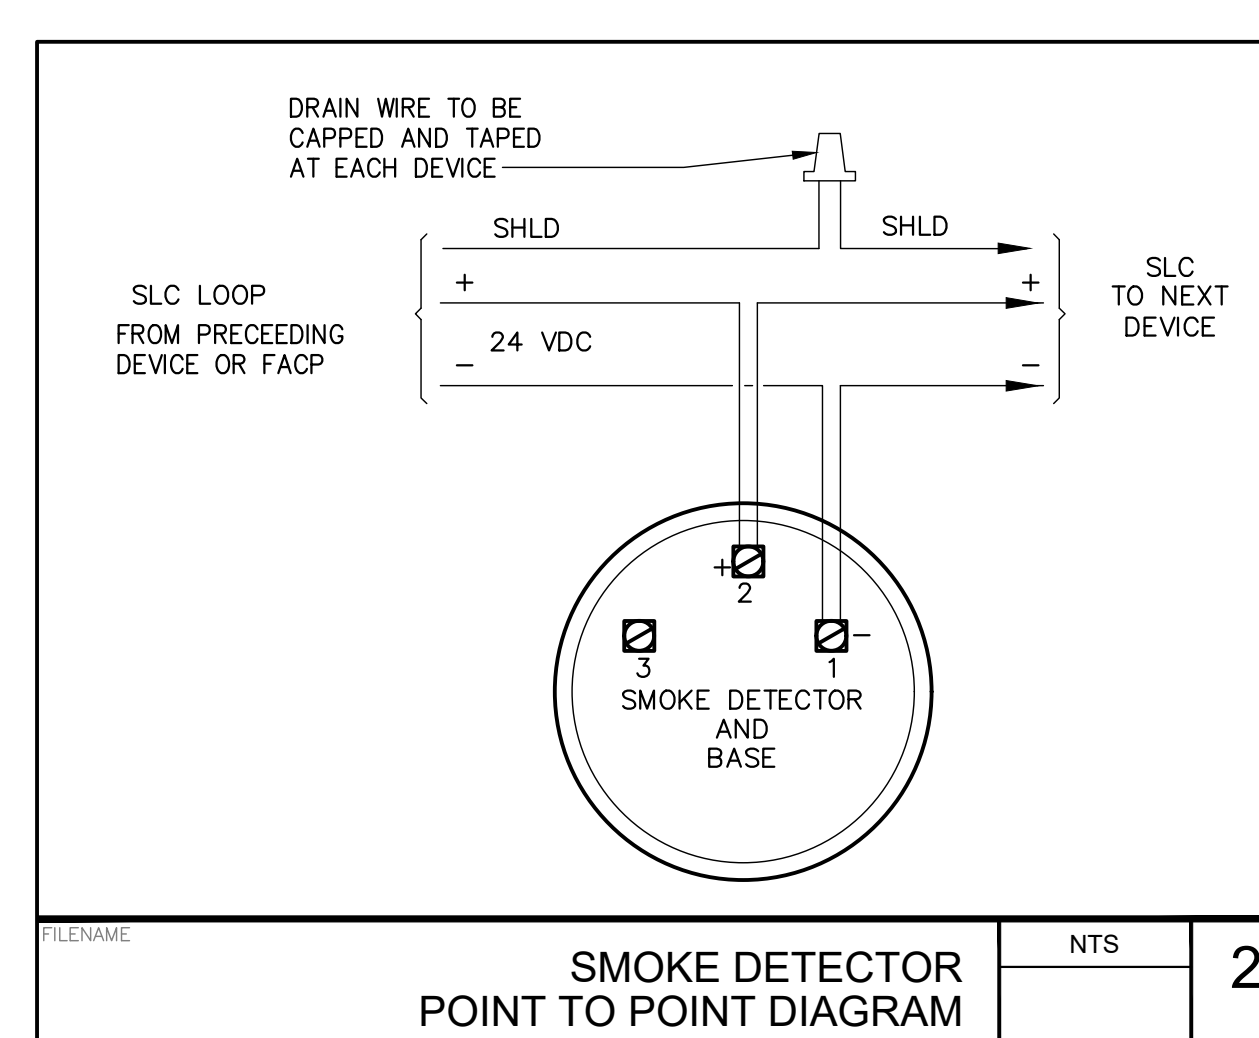 DRAIN WIRE TO BE
CAPPED AND TAPED
AT EACH DEVICE
SHLD
SHLD
+
+
SLC LOOP
FROM PRECEEDING
DEVICE OR FACP
24 VDC
SLC
TO NEXT
DEVICE
−
−
+
2
−
3
1
SMOKE DETECTOR
AND
BASE
FILENAME
SMOKE DETECTOR
POINT TO POINT DIAGRAM
NTS
2